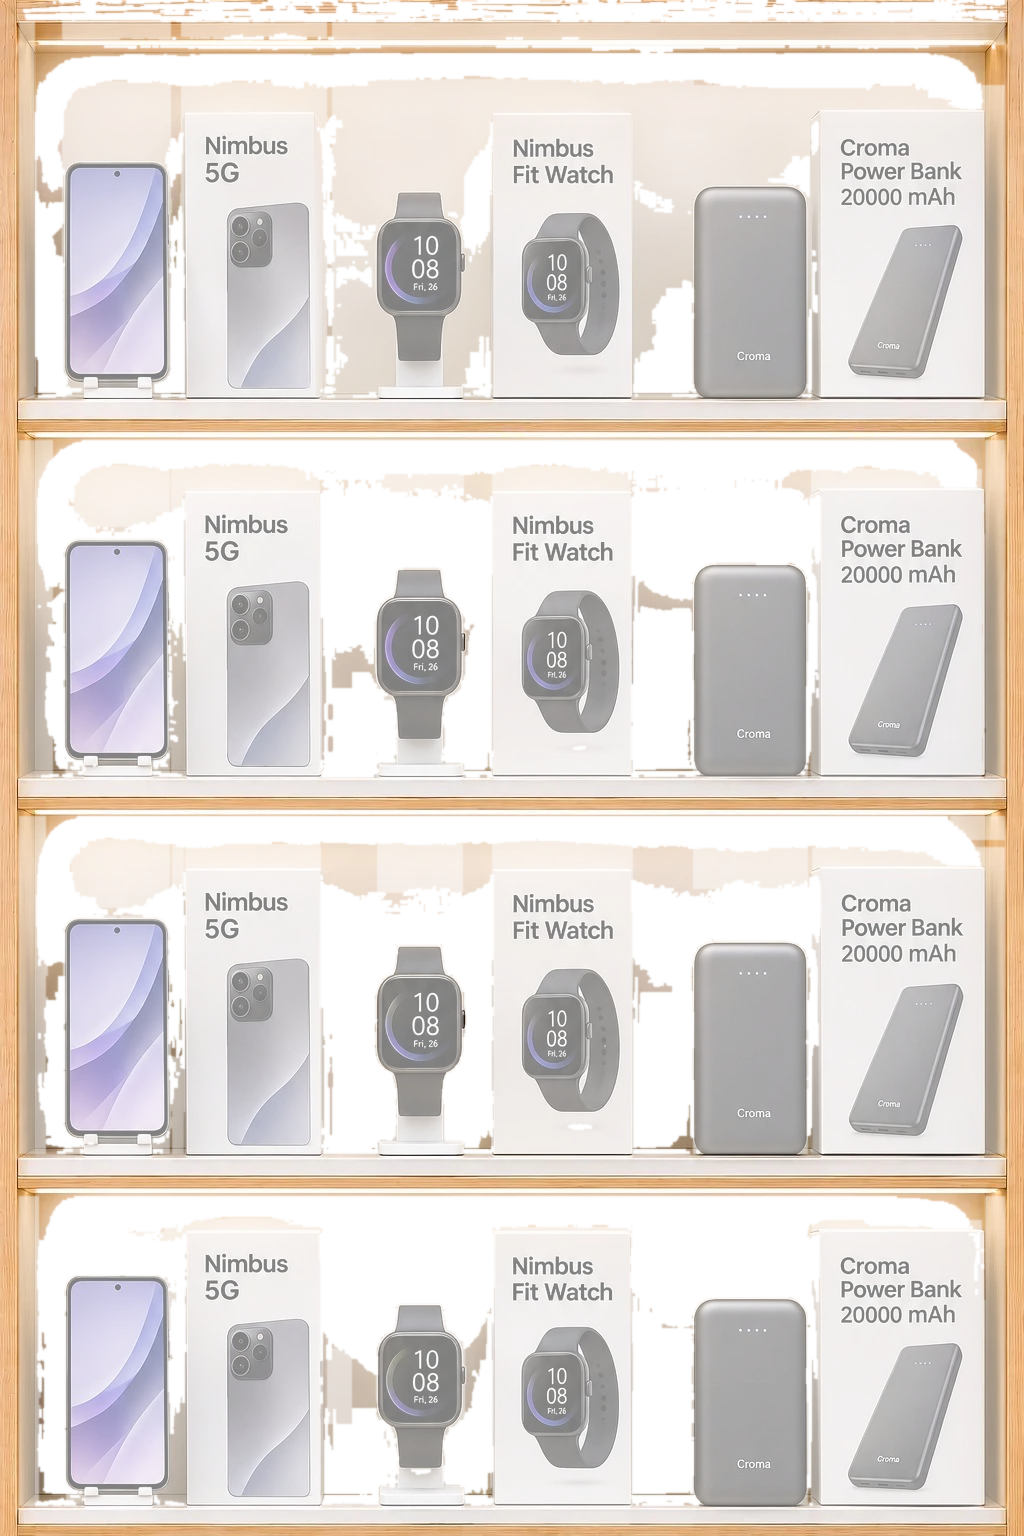 Nimbus
5G
10
08
Fri, 26
Nimbus
Fit Watch
10
08
Fri, 26
Croma
Croma
Power Bank
20000 mAh
Croma
Nimbus
5G
10
08
Fri, 26
Nimbus
Fit Watch
10
08
Fri, 26
Croma
Croma
Power Bank
20000 mAh
Croma
Nimbus
5G
10
08
Fri, 26
Nimbus
Fit Watch
10
08
Fri, 26
Croma
Croma
Power Bank
20000 mAh
Croma
Nimbus
5G
10
08
Fri, 26
Nimbus
Fit Watch
10
08
Fri, 26
Croma
Croma
Power Bank
20000 mAh
Croma